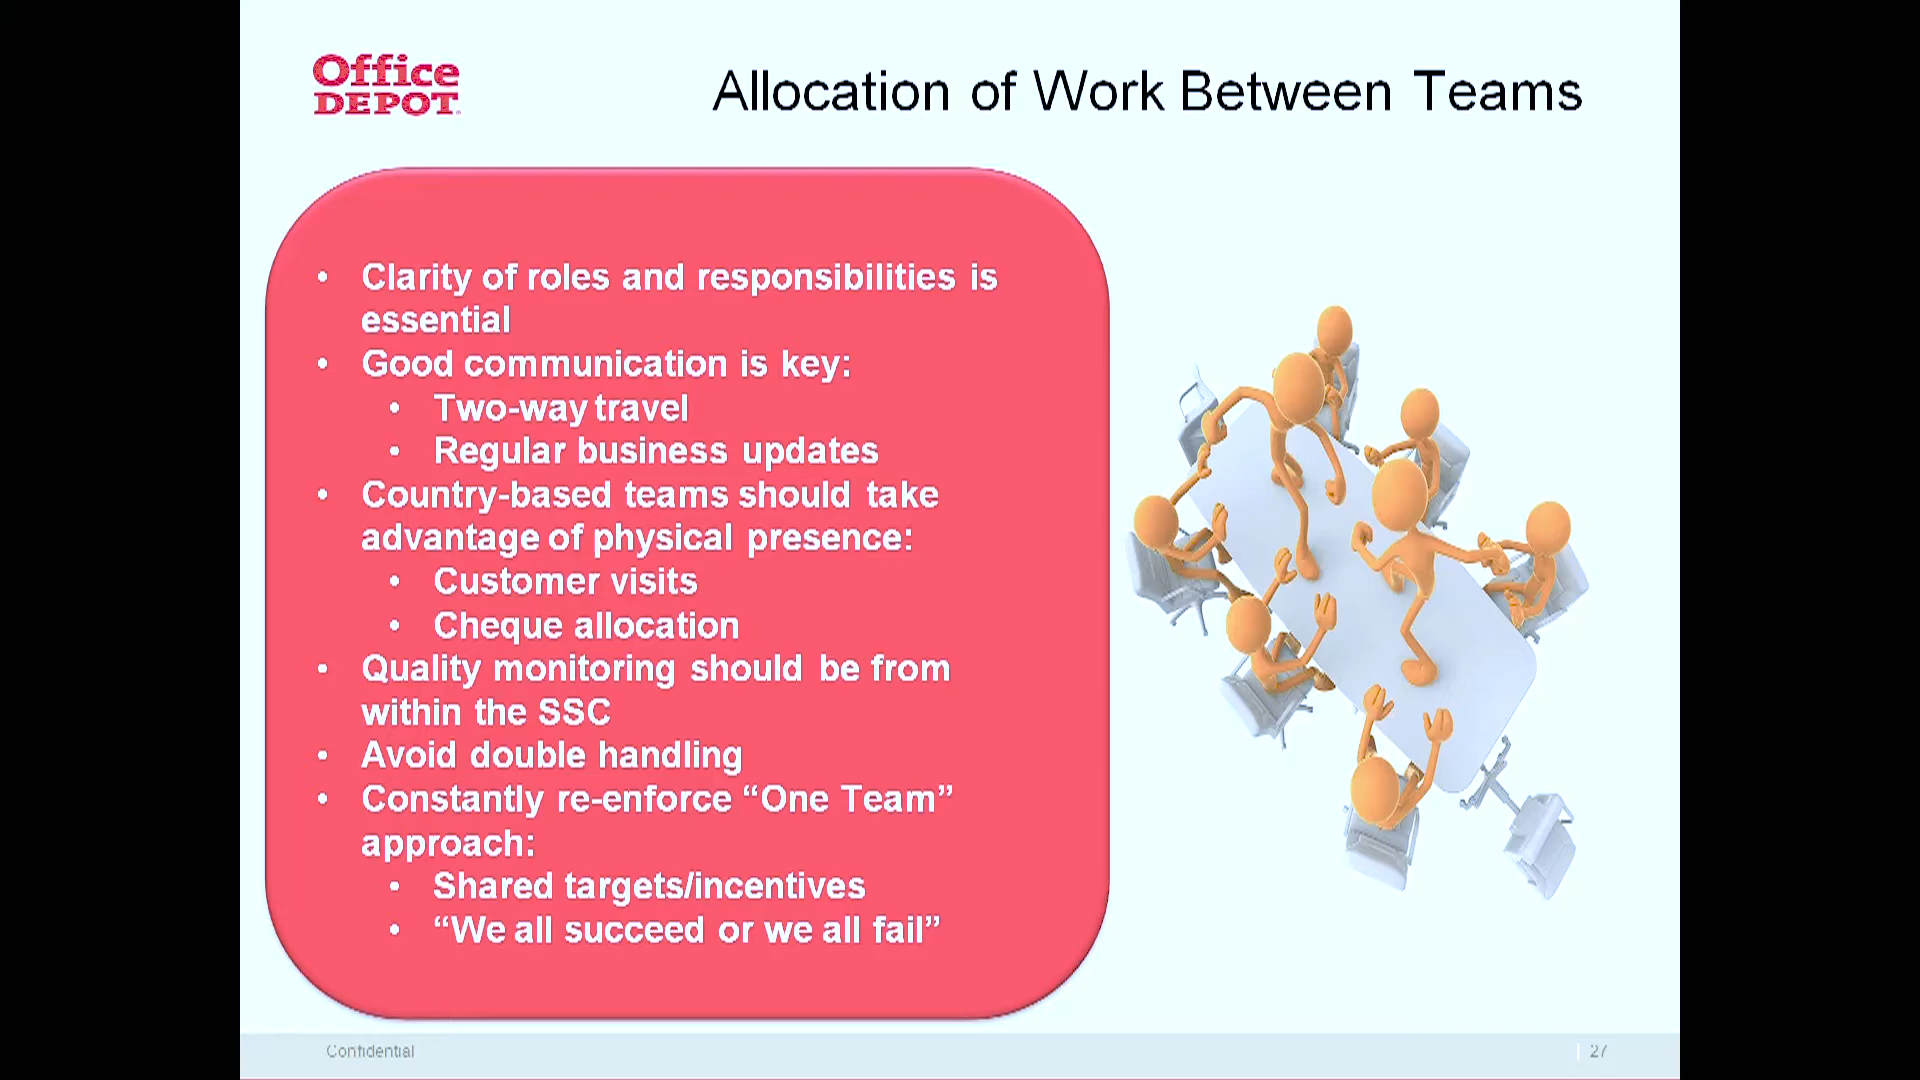 Office
DEPOT
Allocation of Work Between Teams
• Clarity of roles and responsibilities is
essential
• Good communication is key:
• Two-way travel
• Regular business updates
• Country-based teams should take
advantage of physical presence:
• Customer visits
• Cheque allocation
• Quality monitoring should be from
within the SSC
• Avoid double handling
• Constantly re-enforce “One Team”
approach:
• Shared targets/incentives
• “We all succeed or we all fail”
Confidential
| 27